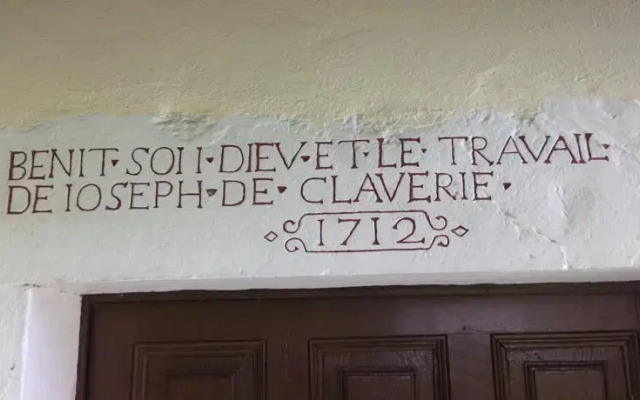 BENIT · SOI I · DIEV · ET · LE · TRAVAIL ·
DE IOSEPH · DE · CLAVERIE ·
1712